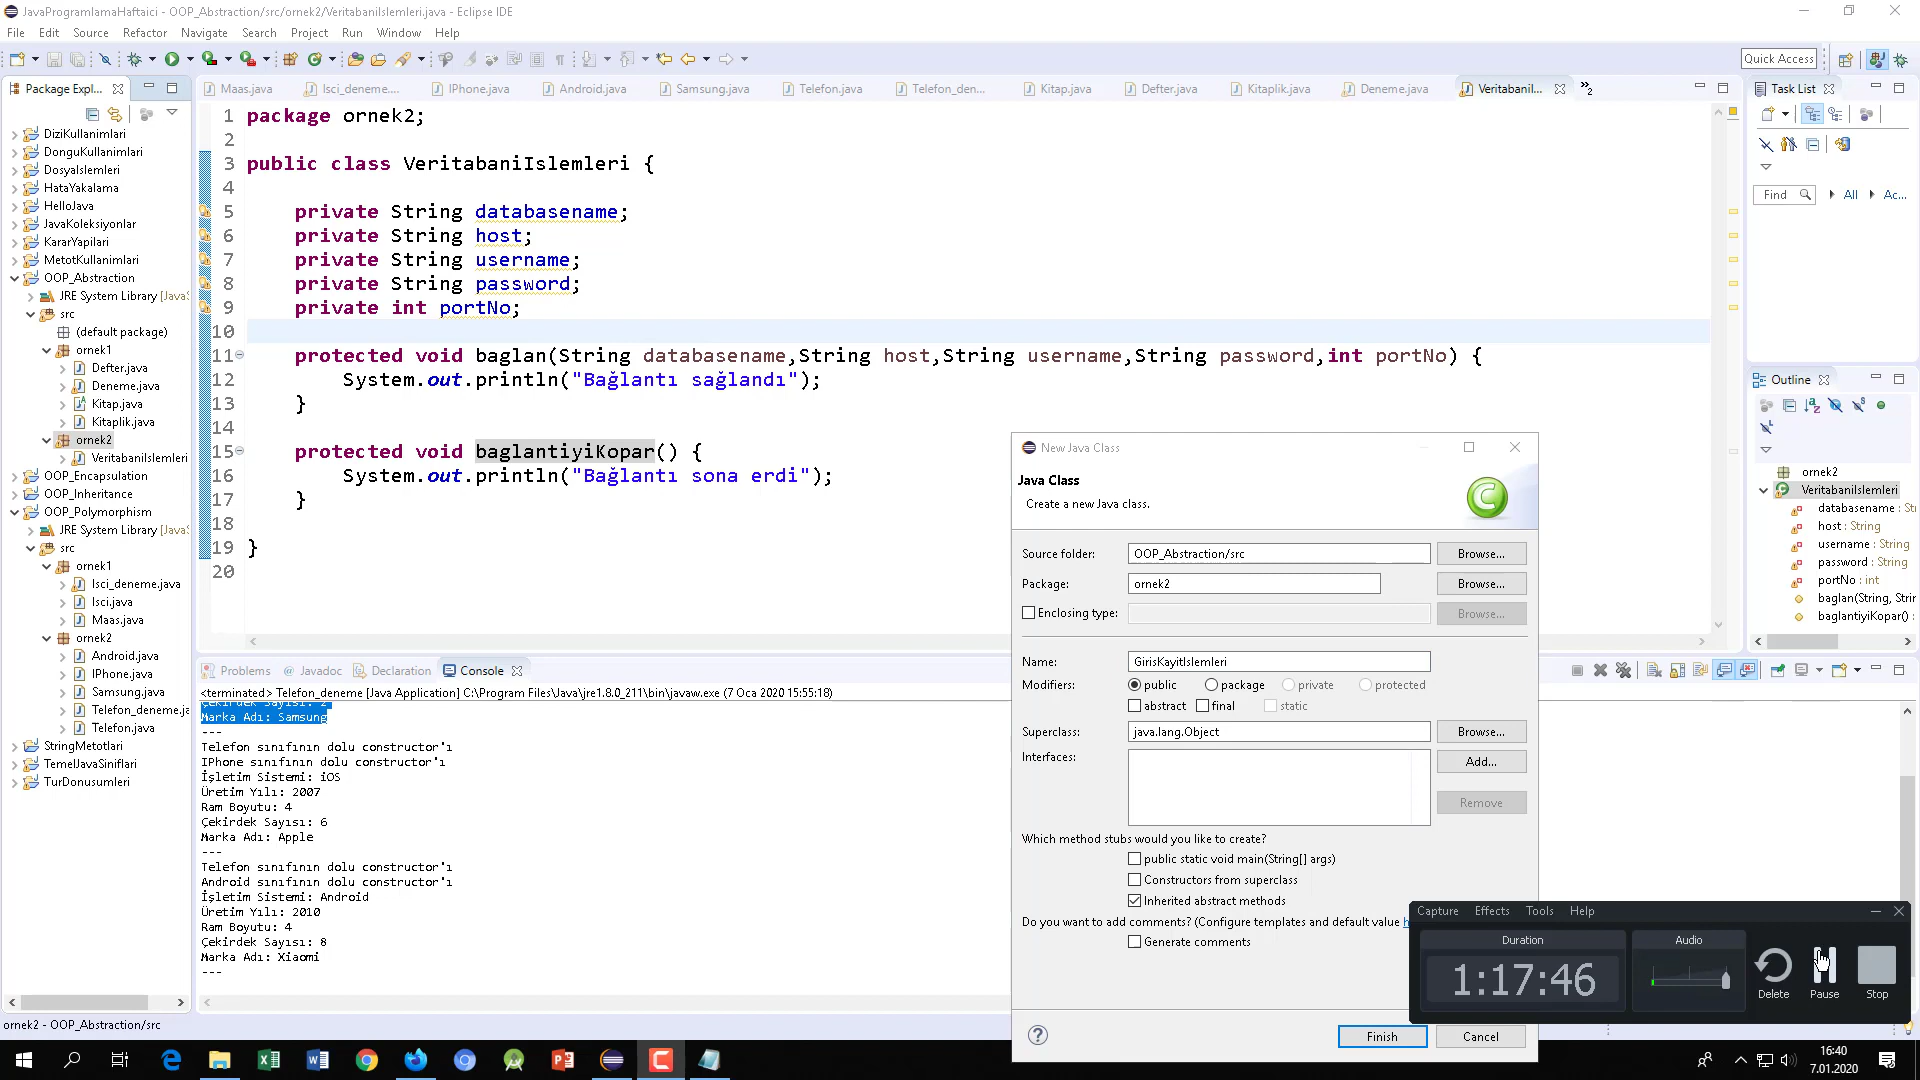 JavaProgramlamaHaftaici - OOP_Abstraction/src/ornek2/VeritabaniIslemleri.java - Eclipse IDE
File Edit Source Refactor Navigate Search Project Run Window Help
Quick Access
Package Expl...
Maas.java
Isci_deneme....
IPhone.java
Android.java
Samsung.java
Telefon.java
Telefon_den...
Kitap.java
Defter.java
Kitaplik.java
Deneme.java
Veritabanil...
»2
Task List
DiziKullanimlari
DonguKullanimlari
DosyaIslemleri
HataYakalama
HelloJava
JavaKoleksiyonlar
KararYapilari
MetotKullanimlari
OOP_Abstraction
JRE System Library [JavaS
src
(default package)
ornek1
Defter.java
Deneme.java
Kitap.java
Kitaplik.java
ornek2
VeritabaniIslemleri
OOP_Encapsulation
OOP_Inheritance
OOP_Polymorphism
JRE System Library [JavaS
src
ornek1
Isci_deneme.java
Isci.java
Maas.java
ornek2
Android.java
IPhone.java
Samsung.java
Telefon_deneme.ja
Telefon.java
StringMetotlari
TemelJavaSiniflari
TurDonusumleri
1 package ornek2;
2
3 public class VeritabaniIslemleri {
4
5 private String databasename;
6 private String host;
7 private String username;
8 private String password;
9 private int portNo;
10
11 protected void baglan(String databasename,String host,String username,String password,int portNo) {
12 System.out.println("Bağlantı sağlandı");
13 }
14
15 protected void baglantiyiKopar() {
16 System.out.println("Bağlantı sona erdi");
17 }
18
19 }
20
Find All Ac...
Outline
ornek2
VeritabaniIslemleri
databasename : Str
host : String
username : String
password : String
portNo : int
baglan(String, Strin
baglantiyiKopar() :
Problems @ Javadoc Declaration Console
<terminated> Telefon_deneme [Java Application] C:\Program Files\Java\jre1.8.0_211\bin\javaw.exe (7 Oca 2020 15:55:18)
Çekirdek Sayısı: 2
Marka Adı: Samsung
---
Telefon sınıfının dolu constructor'ı
IPhone sınıfının dolu constructor'ı
İşletim Sistemi: iOS
Üretim Yılı: 2007
Ram Boyutu: 4
Çekirdek Sayısı: 6
Marka Adı: Apple
---
Telefon sınıfının dolu constructor'ı
Android sınıfının dolu constructor'ı
İşletim Sistemi: Android
Üretim Yılı: 2010
Ram Boyutu: 4
Çekirdek Sayısı: 8
Marka Adı: Xiaomi
---
New Java Class
Java Class
Create a new Java class.
Source folder: OOP_Abstraction/src Browse...
Package: ornek2 Browse...
Enclosing type: Browse...
Name: GirisKayitIslemleri
Modifiers: public package private protected
abstract final static
Superclass: java.lang.Object Browse...
Interfaces: Add...
Remove
Which method stubs would you like to create?
public static void main(String[] args)
Constructors from superclass
Inherited abstract methods
Do you want to add comments? (Configure templates and default value h
Generate comments
Finish Cancel
Capture Effects Tools Help
Duration Audio
1:17:46
Delete Pause Stop
ornek2 - OOP_Abstraction/src
16:40
7.01.2020